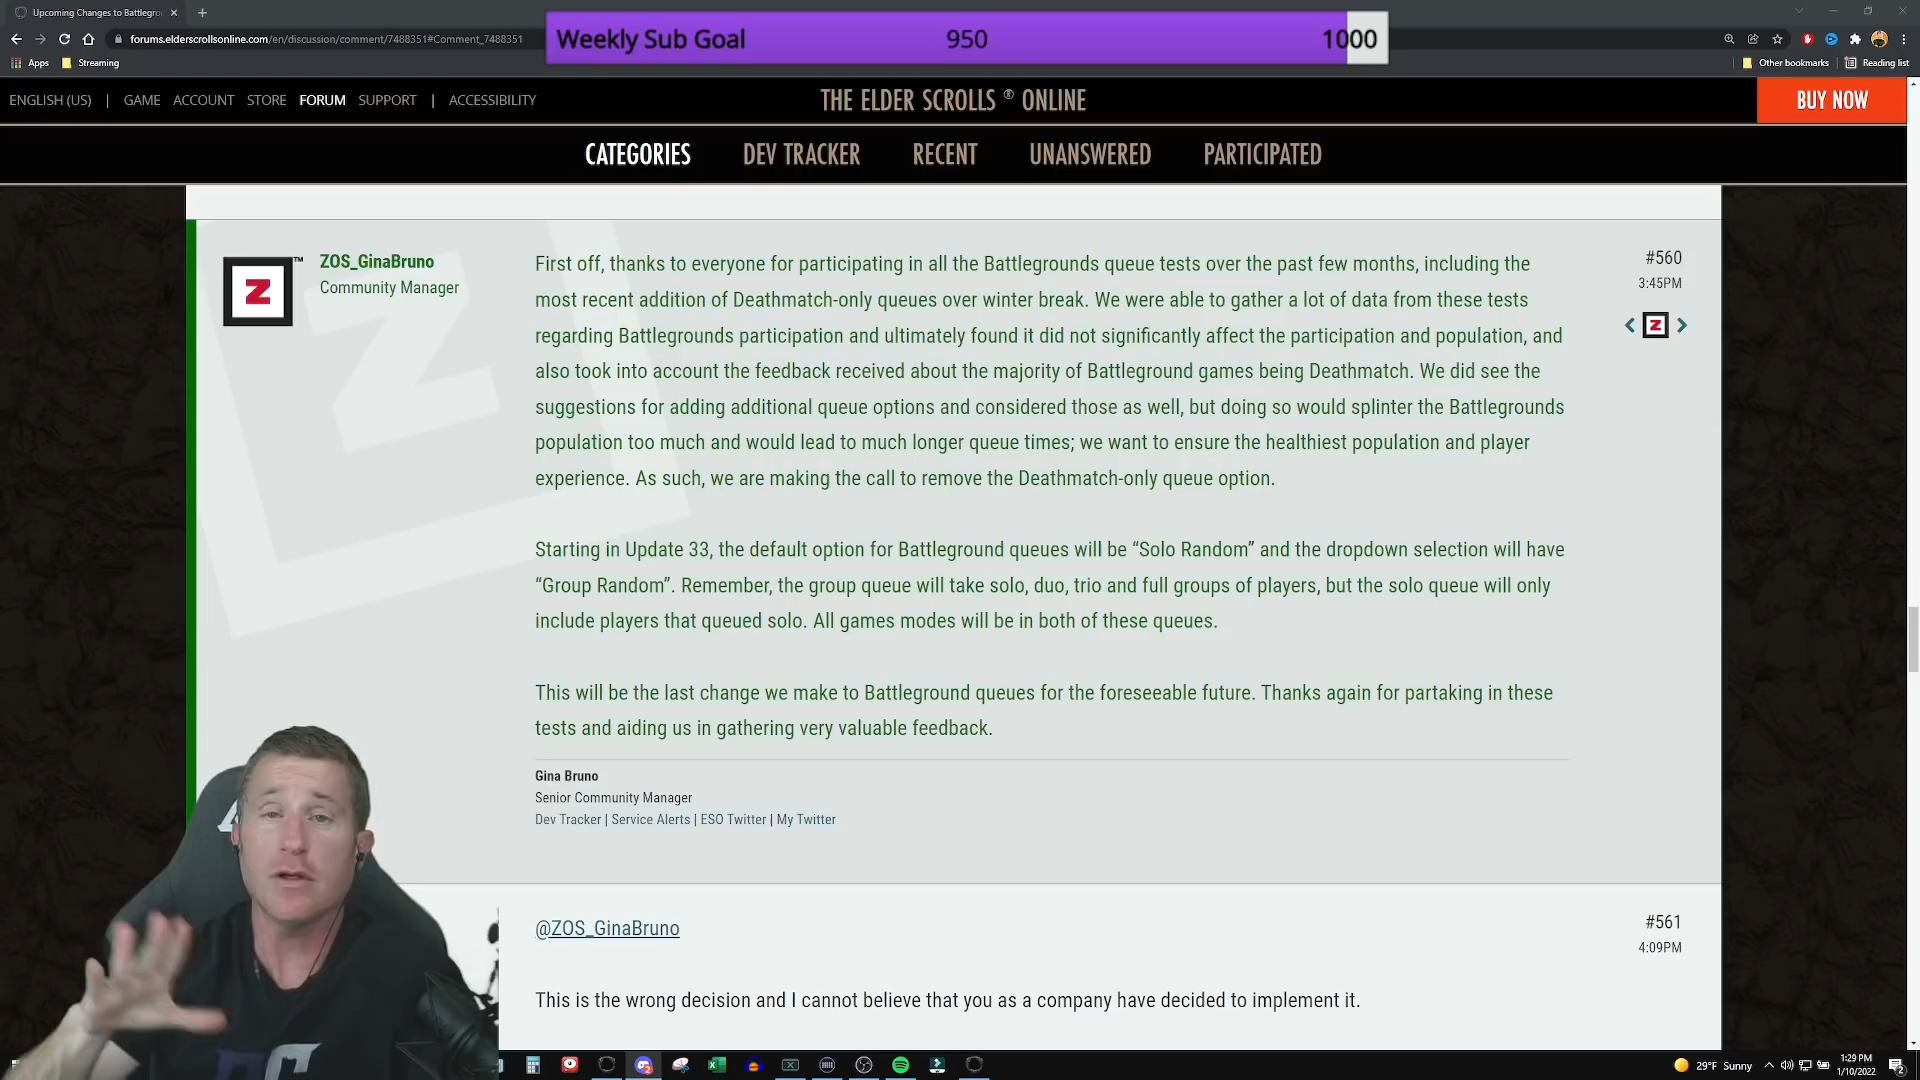 Upcoming Changes to Battlegro
Weekly Sub Goal 950 1000
forums.elderscrollsonline.com/en/discussion/comment/7488351#Comment_7488351
Apps Streaming Other bookmarks Reading list
ENGLISH (US) | GAME ACCOUNT STORE FORUM SUPPORT | ACCESSIBILITY
THE ELDER SCROLLS ® ONLINE
BUY NOW
CATEGORIES DEV TRACKER RECENT UNANSWERED PARTICIPATED
Z TM
ZOS_GinaBruno
Community Manager
#560
3:45PM
< Z >
First off, thanks to everyone for participating in all the Battlegrounds queue tests over the past few months, including the
most recent addition of Deathmatch-only queues over winter break. We were able to gather a lot of data from these tests
regarding Battlegrounds participation and ultimately found it did not significantly affect the participation and population, and
also took into account the feedback received about the majority of Battleground games being Deathmatch. We did see the
suggestions for adding additional queue options and considered those as well, but doing so would splinter the Battlegrounds
population too much and would lead to much longer queue times; we want to ensure the healthiest population and player
experience. As such, we are making the call to remove the Deathmatch-only queue option.
Starting in Update 33, the default option for Battleground queues will be “Solo Random” and the dropdown selection will have
“Group Random”. Remember, the group queue will take solo, duo, trio and full groups of players, but the solo queue will only
include players that queued solo. All games modes will be in both of these queues.
This will be the last change we make to Battleground queues for the foreseeable future. Thanks again for partaking in these
tests and aiding us in gathering very valuable feedback.
Gina Bruno
Senior Community Manager
Dev Tracker | Service Alerts | ESO Twitter | My Twitter
@ZOS_GinaBruno
#561
4:09PM
This is the wrong decision and I cannot believe that you as a company have decided to implement it.
29°F Sunny
1:29 PM
1/10/2022
2